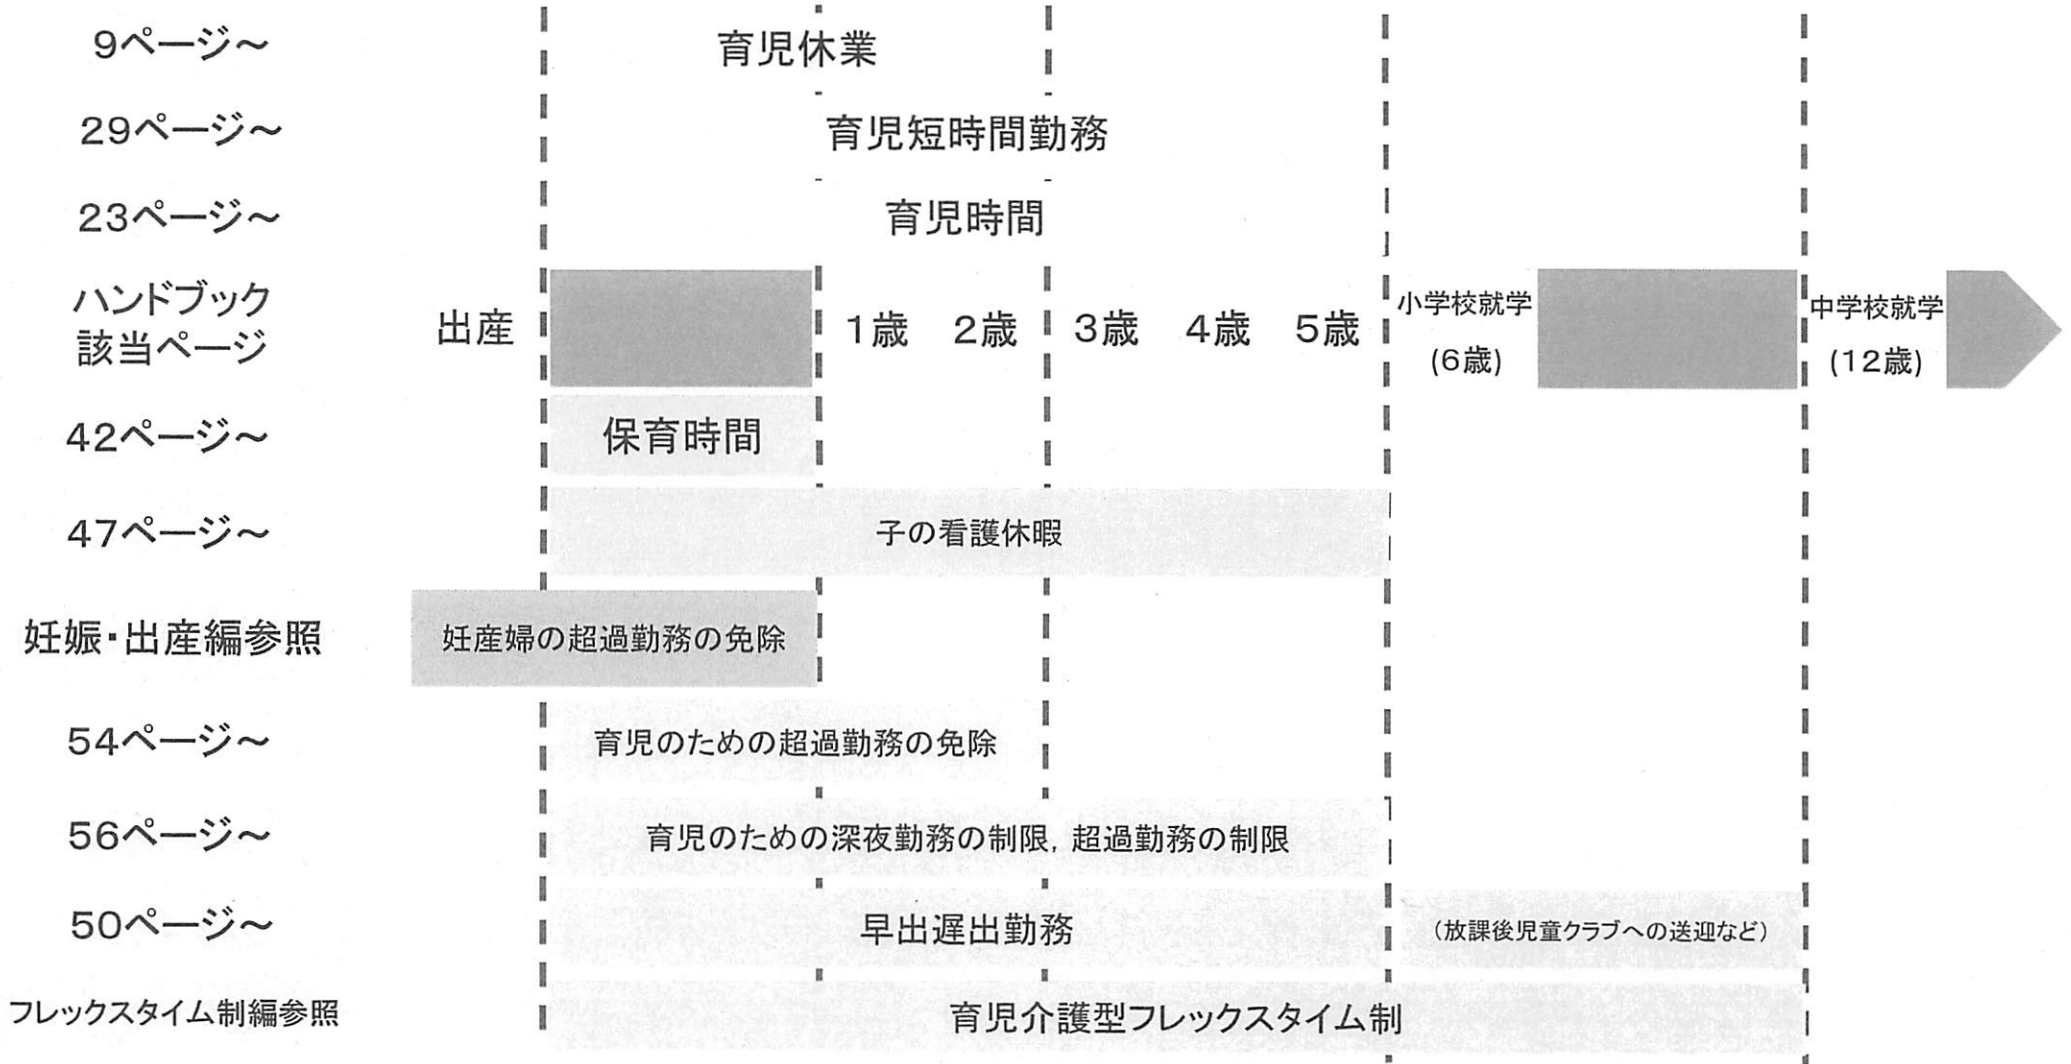 9ページ～
育児休業
29ページ～
育児短時間勤務
23ページ～
育児時間
ハンドブック
該当ページ
出産
1歳
2歳
3歳
4歳
5歳
小学校就学
(6歳)
中学校就学
(12歳)
42ページ～
保育時間
47ページ～
子の看護休暇
妊娠・出産編参照
妊産婦の超過勤務の免除
54ページ～
育児のための超過勤務の免除
56ページ～
育児のための深夜勤務の制限,超過勤務の制限
50ページ～
早出遅出勤務
（放課後児童クラブへの送迎など）
フレックスタイム制編参照
育児介護型フレックスタイム制